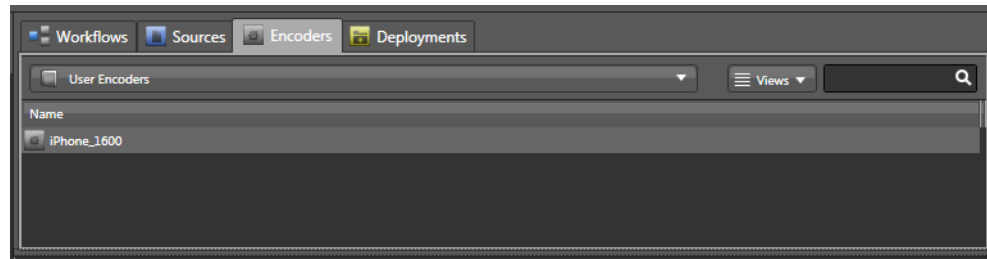 Workflows Sources Encoders Deployments
User Encoders Views
Name
iPhone_1600